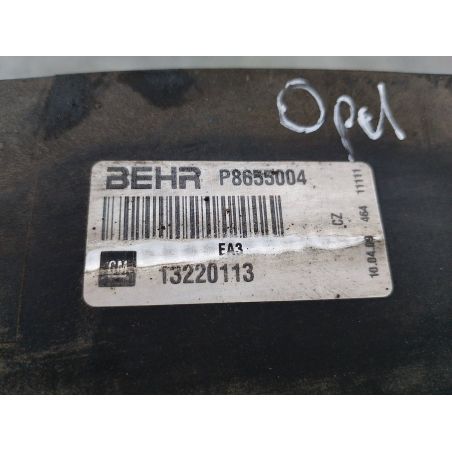 Opel
BEHR P8655004
EA3
GM 13220113
CZ
10.04.09 464 11111